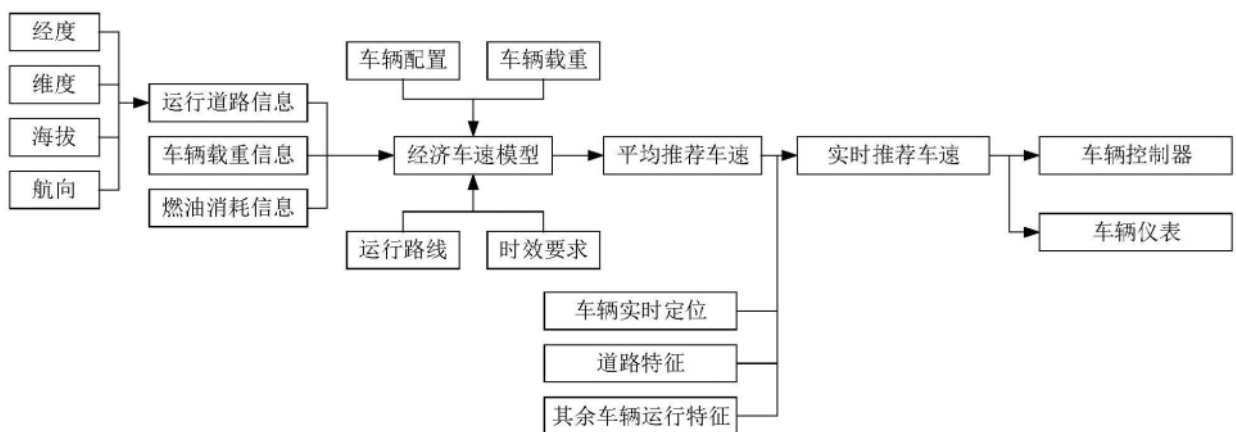 经度
维度
海拔
航向
运行道路信息
车辆载重信息
燃油消耗信息
车辆配置
车辆载重
经济车速模型
运行路线
时效要求
平均推荐车速
车辆实时定位
道路特征
其余车辆运行特征
实时推荐车速
车辆控制器
车辆仪表